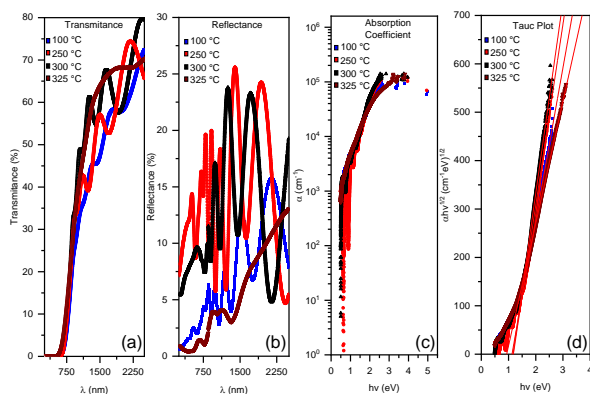 Transmitance
100 °C
250 °C
300 °C
325 °C
80
70
60
50
40
30
20
10
0
Transmitance (%)
750 1500 2250
λ (nm)
(a)
Reflectance
100 °C
250 °C
300 °C
325 °C
30
25
20
15
10
5
0
Reflectance (%)
750 1500 2250
λ (nm)
(b)
Absorption
Coefficient
100 °C
250 °C
300 °C
325 °C
10⁶
10⁵
10⁴
10³
10²
10¹
10⁰
α (cm⁻¹)
0 1 2 3 4 5
hν (eV)
(c)
Tauc Plot
100 °C
250 °C
300 °C
325 °C
700
600
500
400
300
200
100
0
αhν¹/² (cm⁻¹eV)¹/²
0 1 2 3 4
hν (eV)
(d)